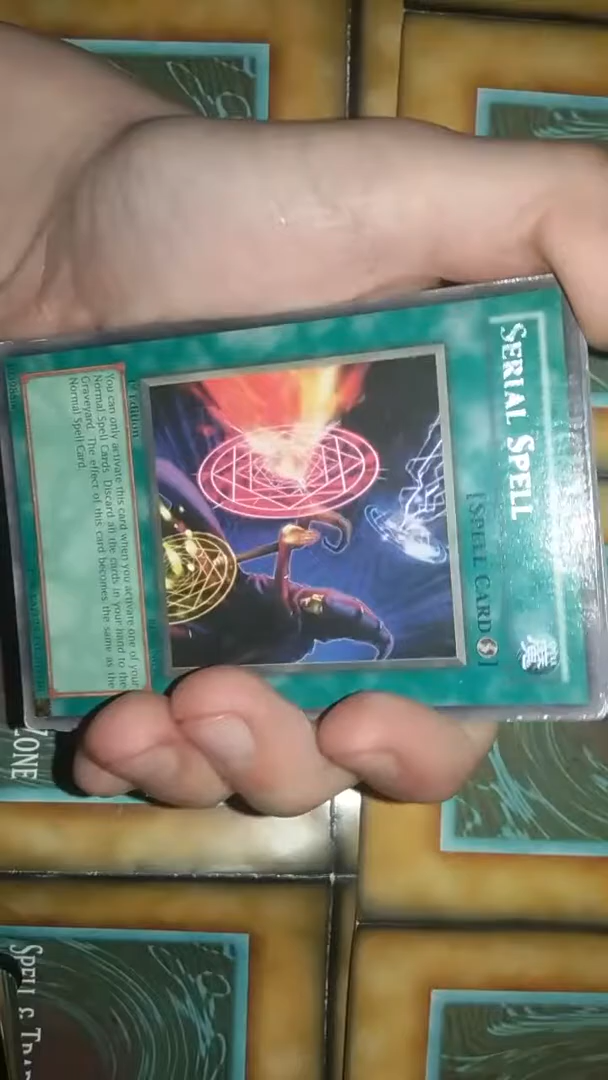 SERIAL SPELL
[SPELL CARD]
1st Edition
You can only activate this card when you activate one of your
Normal Spell Cards. Discard all the cards in your hand to the
Graveyard. The effect of this card becomes the same as the
Normal Spell Card.
ZONE
SPELL & TRA